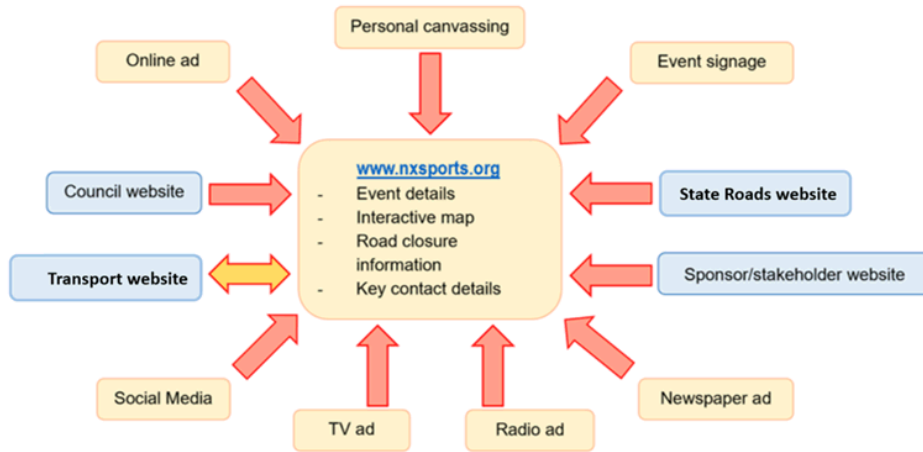 Personal canvassing
Online ad
Event signage
www.nxsports.org
- Event details
- Interactive map
- Road closure
information
- Key contact details
Council website
State Roads website
Transport website
Sponsor/stakeholder website
Social Media
Newspaper ad
TV ad
Radio ad